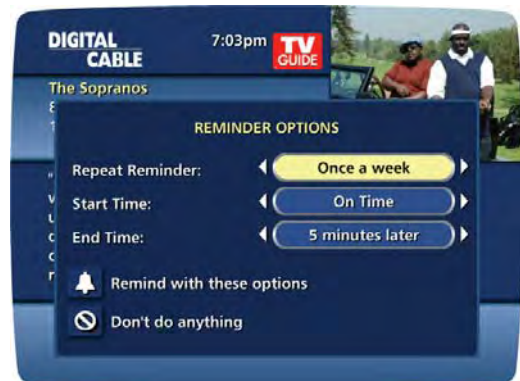 DIGITAL
CABLE
7:03pm
TV
GUIDE
The Sopranos
REMINDER OPTIONS
Repeat Reminder: Once a week
Start Time: On Time
End Time: 5 minutes later
Remind with these options
Don't do anything